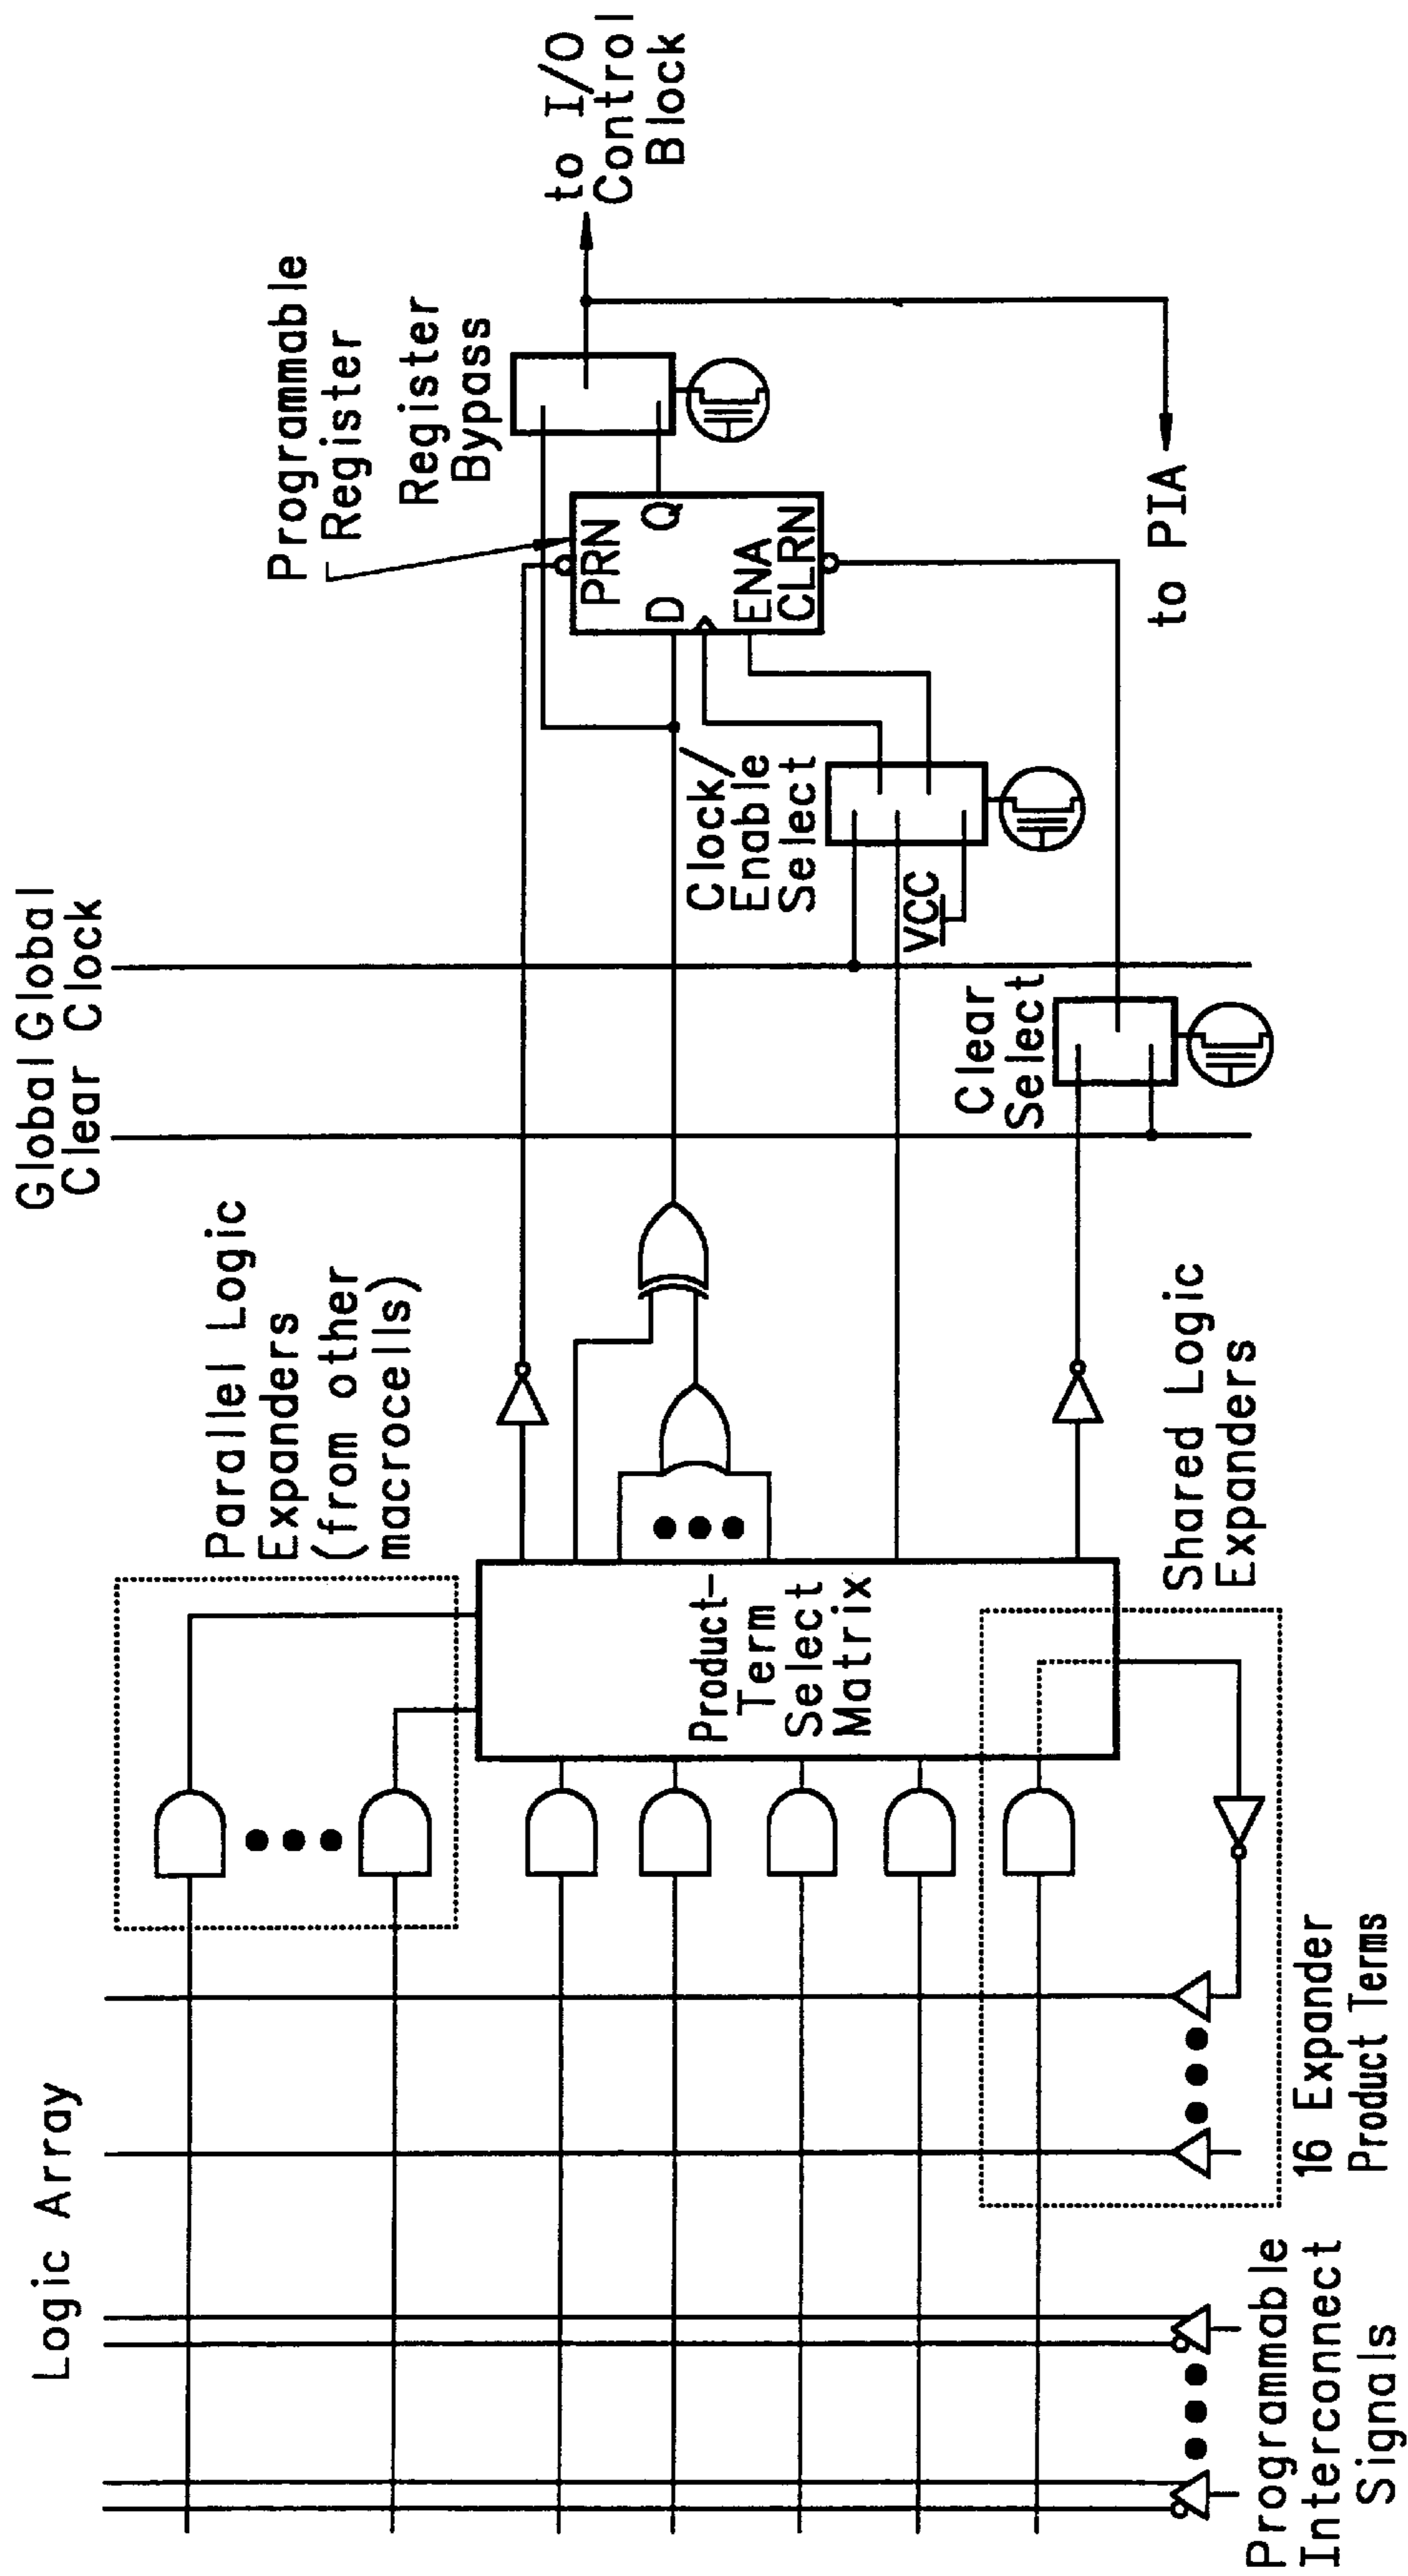 Logic Array
Global Global
Clear Clock
Parallel Logic
Expanders
(from other
macrocells)
Programmable
Register
Register
Bypass
to I/O
Control
Block
PRN
D
Q
ENA
CLRN
Clock/
Enable
Select
VCC
Clear
Select
Product-
Term
Select
Matrix
to PIA
Shared Logic
Expanders
16 Expander
Product Terms
Programmable
Interconnect
Signals